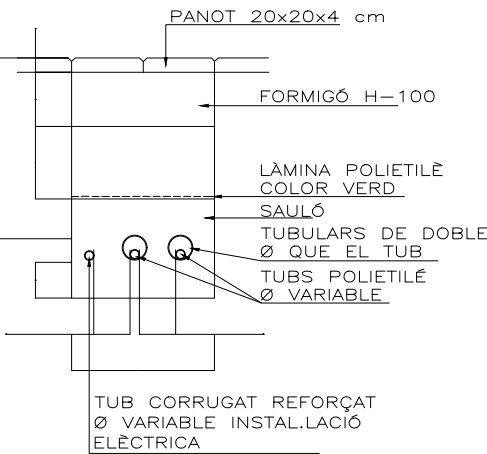 PANOT 20x20x4 cm
FORMIGÓ H-100
LÀMINA POLIETILÈ
COLOR VERD
SAULÓ
TUBULARS DE DOBLE
Ø QUE EL TUB
TUBS POLIETILÉ
Ø VARIABLE
TUB CORRUGAT REFORÇAT
Ø VARIABLE INSTAL.LACIÓ
ELÈCTRICA